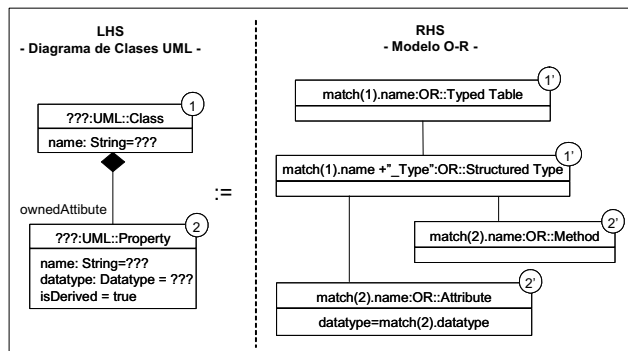 LHS
- Diagrama de Clases UML -
1
???:UML::Class
name: String=???
ownedAttibute
2
???:UML::Property
name: String=???
datatype: Datatype = ???
isDerived = true
:=
RHS
- Modelo O-R -
1'
match(1).name:OR::Typed Table
1'
match(1).name +"_Type":OR::Structured Type
2'
match(2).name:OR::Method
2'
match(2).name:OR::Attribute
datatype=match(2).datatype